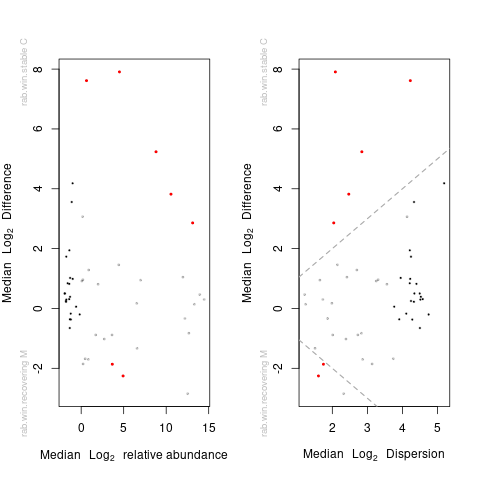 rab.win.stable C
Median Log2 Difference
rab.win.recovering M
-2 0 2 4 6 8
0 5 10 15
Median Log2 relative abundance
rab.win.stable C
Median Log2 Difference
rab.win.recovering M
-2 0 2 4 6 8
2 3 4 5
Median Log2 Dispersion